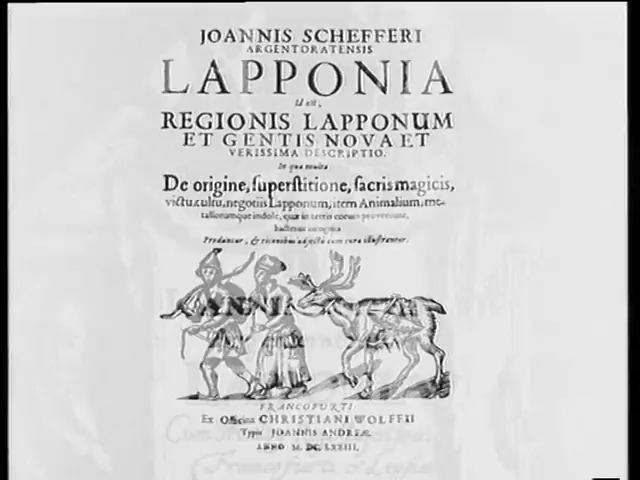 JOANNIS SCHEFFERI
ARGENTORATENSIS
LAPPONIA
Id est,
REGIONIS LAPPONUM
ET GENTIS NOVA ET
VERISSIMA DESCRIPTIO.
In qua multa
De origine, superstitione, sacris magicis,
victu, cultu, negotiis Lapponum, item Animalium, me-
tallorumque indole, quæ in terris eorum proveniunt,
hactenus incognita
Produntur, & eiconibus adjectis cum cura illustrantur.
FRANCOFURTI
Ex Officina CHRISTIANI WOLFFII
Typis JOANNIS ANDREÆ.
ANNO M. DC. LXXIII.